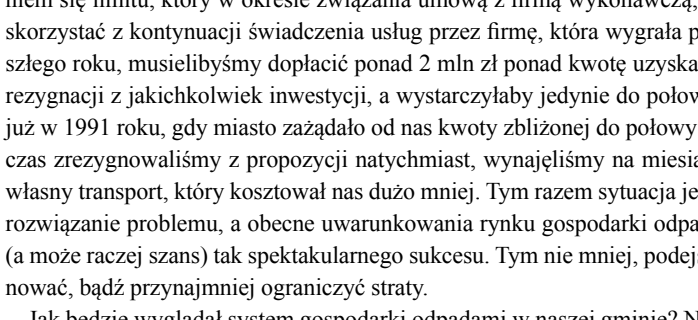 niem się limitu, który w okresie związania umową z firmą wykonawczą,
skorzystać z kontynuacji świadczenia usług przez firmę, która wygrała p
szłego roku, musielibyśmy dopłacić ponad 2 mln zł ponad kwotę uzyska
rezygnacji z jakichkolwiek inwestycji, a wystarczyłaby jedynie do połow
już w 1991 roku, gdy miasto zażądało od nas kwoty zbliżonej do połowy
czas zrezygnowaliśmy z propozycji natychmiast, wynajęliśmy na miesią
własny transport, który kosztował nas dużo mniej. Tym razem sytuacja je
rozwiązanie problemu, a obecne uwarunkowania rynku gospodarki odpa
(a może raczej szans) tak spektakularnego sukcesu. Tym nie mniej, podej
nować, bądź przynajmniej ograniczyć straty.
Jak będzie wyglądał system gospodarki odpadami w naszej gminie? N